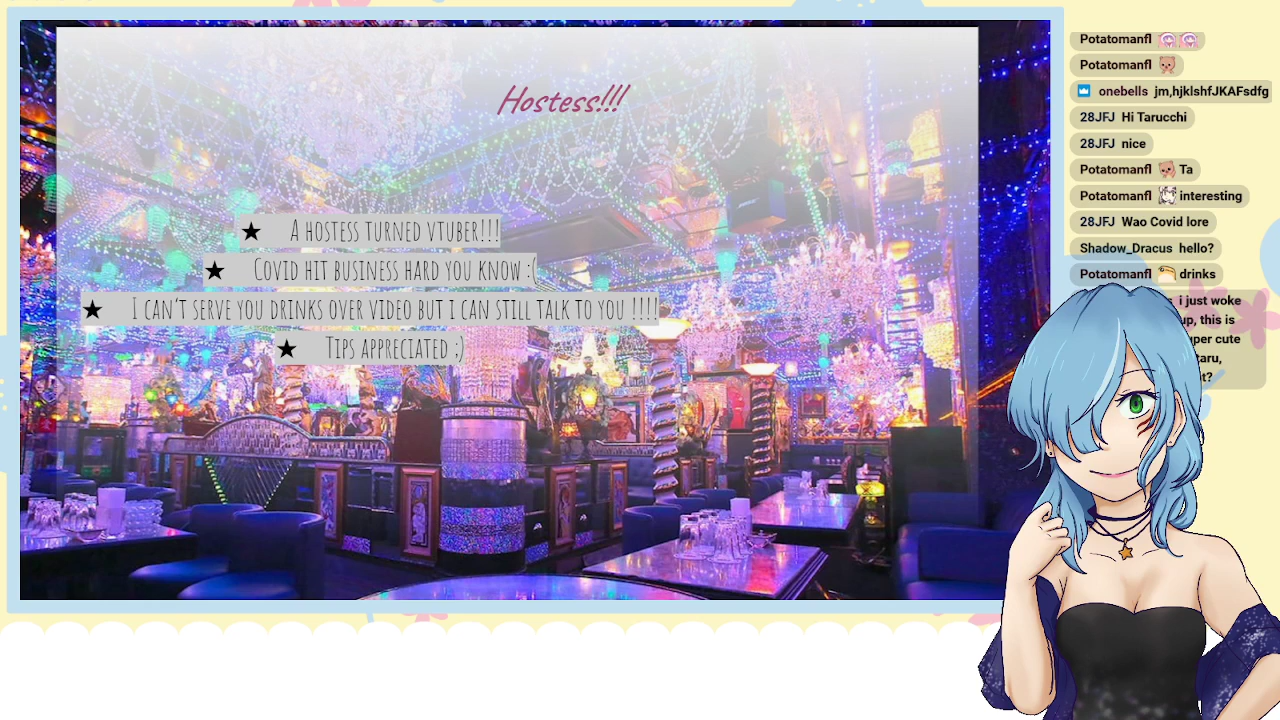 Hostess!!!
★ A hostess turned vtuber!!!
★ Covid hit business hard you know :(
★ I can't serve you drinks over video but i can still talk to you !!!!
★ Tips appreciated :)
Potatomanfl
Potatomanfl
onebells jm,hjklshfJKAFsdfg
28JFJ Hi Tarucchi
28JFJ nice
Potatomanfl Ta
Potatomanfl interesting
28JFJ Wao Covid lore
Shadow_Dracus hello?
Potatomanfl drinks
i just woke
up, this is
cute